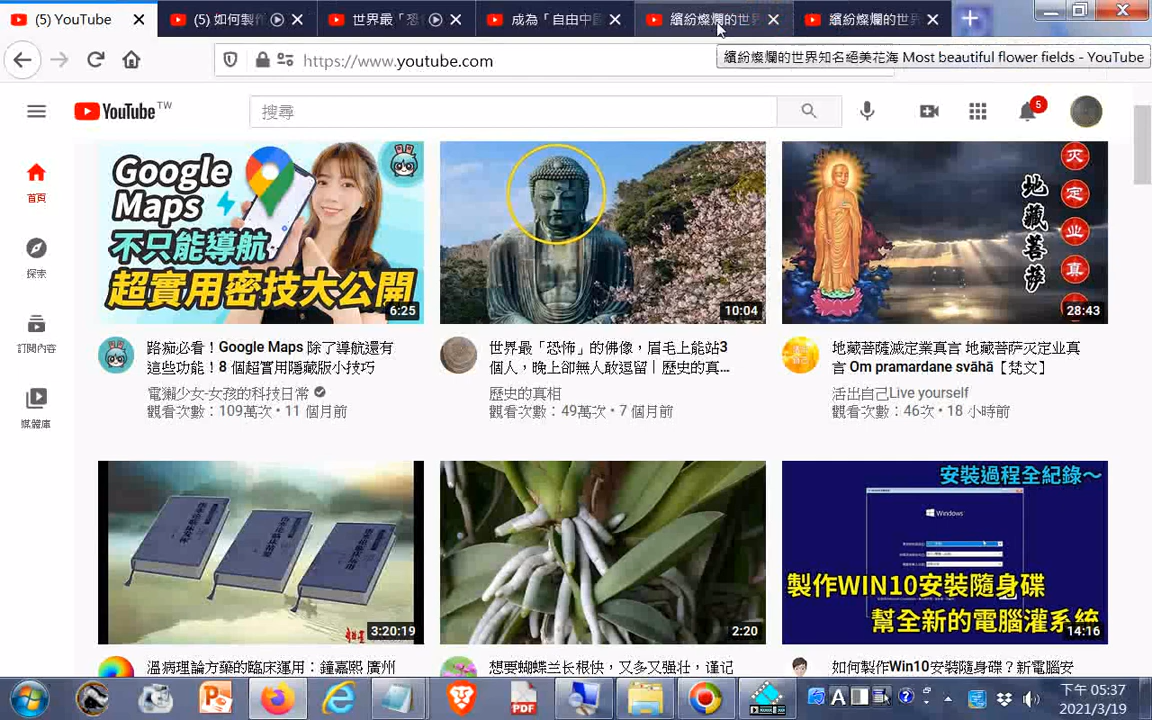 (5) YouTube
(5) 如何製作
世界最「恐
成為「自由中國
繽紛燦爛的世界
繽紛燦爛的世界
https://www.youtube.com
繽紛燦爛的世界知名絕美花海 Most beautiful flower fields - YouTube
YouTube TW
搜尋
5
首頁
探索
訂閱內容
媒體庫
Google
Maps
不只能導航
超實用密技大公開
6:25
10:04
灭
定
业
真
地藏菩萨
28:43
路痴必看！Google Maps 除了導航還有
這些功能！8 個超實用隱藏版小技巧
電獺少女-女孩的科技日常
觀看次數：109萬次 • 11 個月前
世界最「恐怖」的佛像，眉毛上能站3
個人，晚上卻無人敢逗留 | 歷史的真...
歷史的真相
觀看次數：49萬次 • 7 個月前
地藏菩薩滅定業真言 地藏菩萨灭定业真
言 Om pramardane svāhā【梵文】
活出自己Live yourself
觀看次數：46次 • 18 小時前
3:20:19
2:20
安裝過程全紀錄～
Windows
製作WIN10安裝隨身碟
幫全新的電腦灌系統
14:16
溫病理論方藥的臨床運用：鐘嘉熙 廣州
想要蝴蝶兰长根快，又多又强壮，谨记
如何製作Win10安裝隨身碟？新電腦安
PDF
A
下午 05:37
2021/3/19